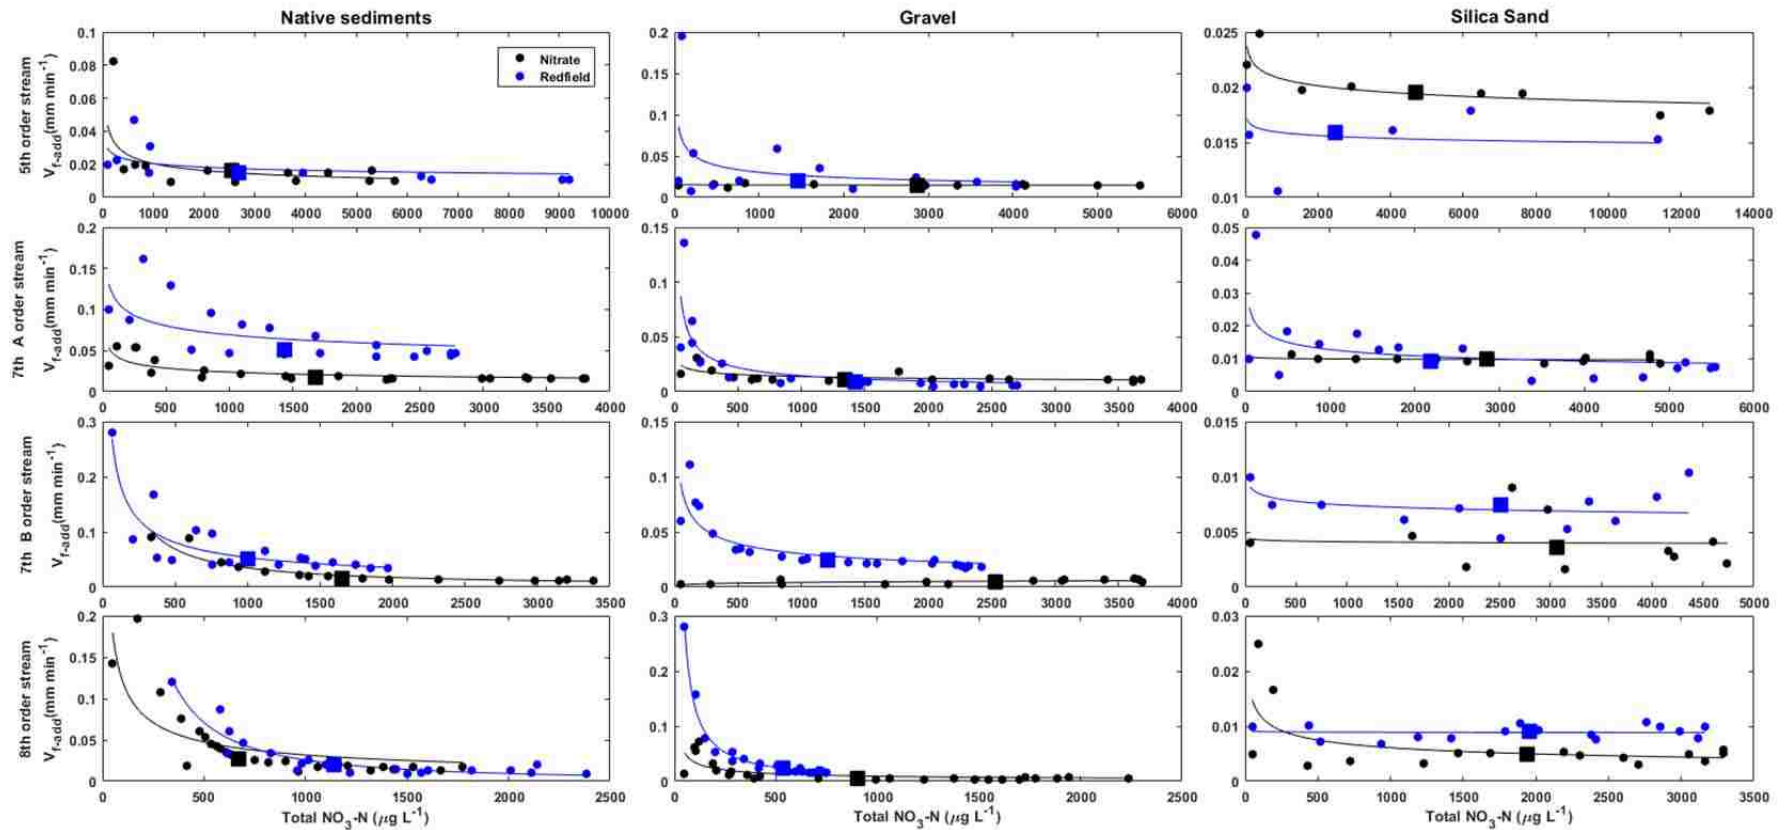 Native sediments
Gravel
Silica Sand
5th order stream
V_f-add(mm min⁻¹)
0.1
0.08
0.06
0.04
0.02
0
0 1000 2000 3000 4000 5000 6000 7000 8000 9000 10000
Nitrate
Redfield
0.2
0.15
0.1
0.05
0
0 1000 2000 3000 4000 5000 6000
0.025
0.02
0.015
0.01
0 2000 4000 6000 8000 10000 12000 14000
7th A order stream
V_f-add(mm min⁻¹)
0.2
0.15
0.1
0.05
0
0 500 1000 1500 2000 2500 3000 3500 4000
0.15
0.1
0.05
0
0 500 1000 1500 2000 2500 3000 3500 4000
0.05
0.04
0.03
0.02
0.01
0
0 1000 2000 3000 4000 5000 6000
7th B order stream
V_f-add(mm min⁻¹)
0.3
0.2
0.1
0
0 500 1000 1500 2000 2500 3000 3500
0.15
0.1
0.05
0
0 500 1000 1500 2000 2500 3000 3500 4000
0.015
0.01
0.005
0
0 500 1000 1500 2000 2500 3000 3500 4000 4500 5000
8th order stream
V_f-add(mm min⁻¹)
0.2
0.15
0.1
0.05
0
0 500 1000 1500 2000 2500
Total NO₃-N (μg L⁻¹)
0.3
0.2
0.1
0
0 500 1000 1500 2000 2500
Total NO₃-N (μg L⁻¹)
0.03
0.02
0.01
0
0 500 1000 1500 2000 2500 3000 3500
Total NO₃-N (μg L⁻¹)